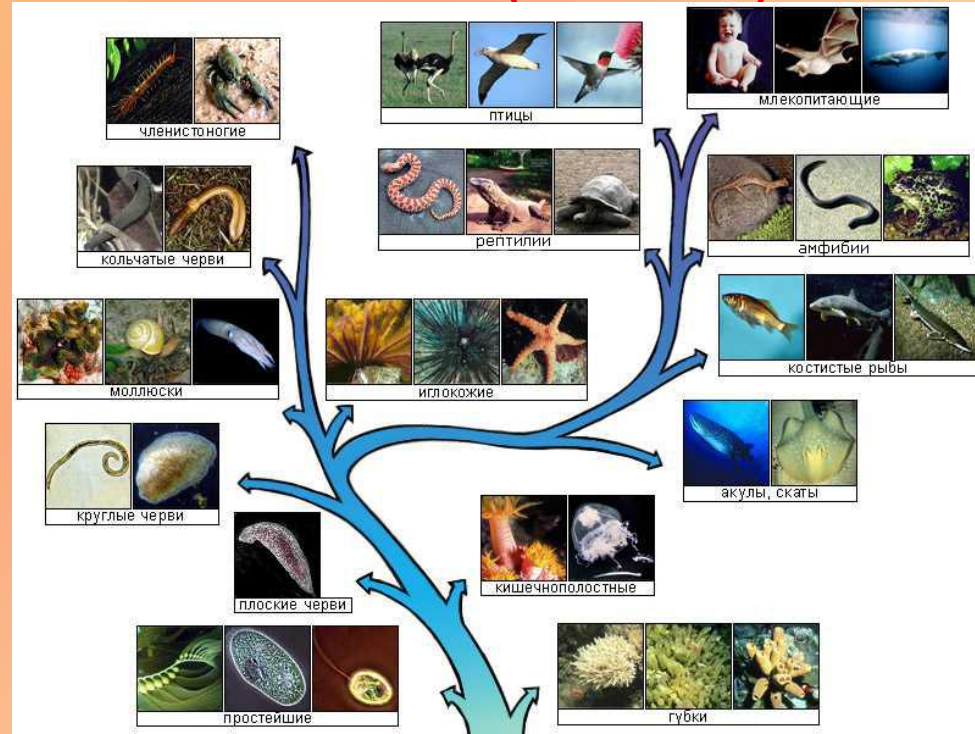 членистоногие
птицы
млекопитающие
кольчатые черви
рептилии
амфибии
моллюски
иглокожие
костистые рыбы
круглые черви
акулы, скаты
плоские черви
кишечнополостные
простейшие
губки